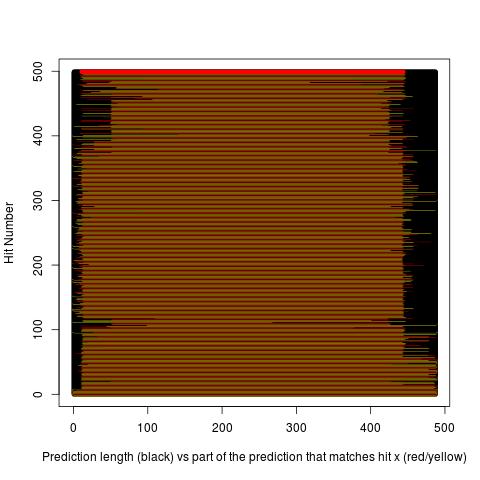 500
400
300
200
100
0
Hit Number
0 100 200 300 400 500
Prediction length (black) vs part of the prediction that matches hit x (red/yellow)